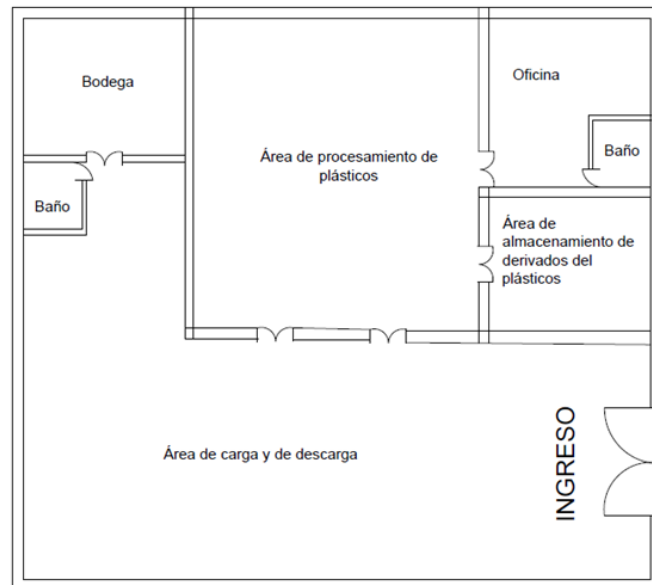 Bodega
Oficina
Área de procesamiento de
plásticos
Baño
Baño
Área de
almacenamiento de
derivados del
plásticos
Área de carga y de descarga
INGRESO